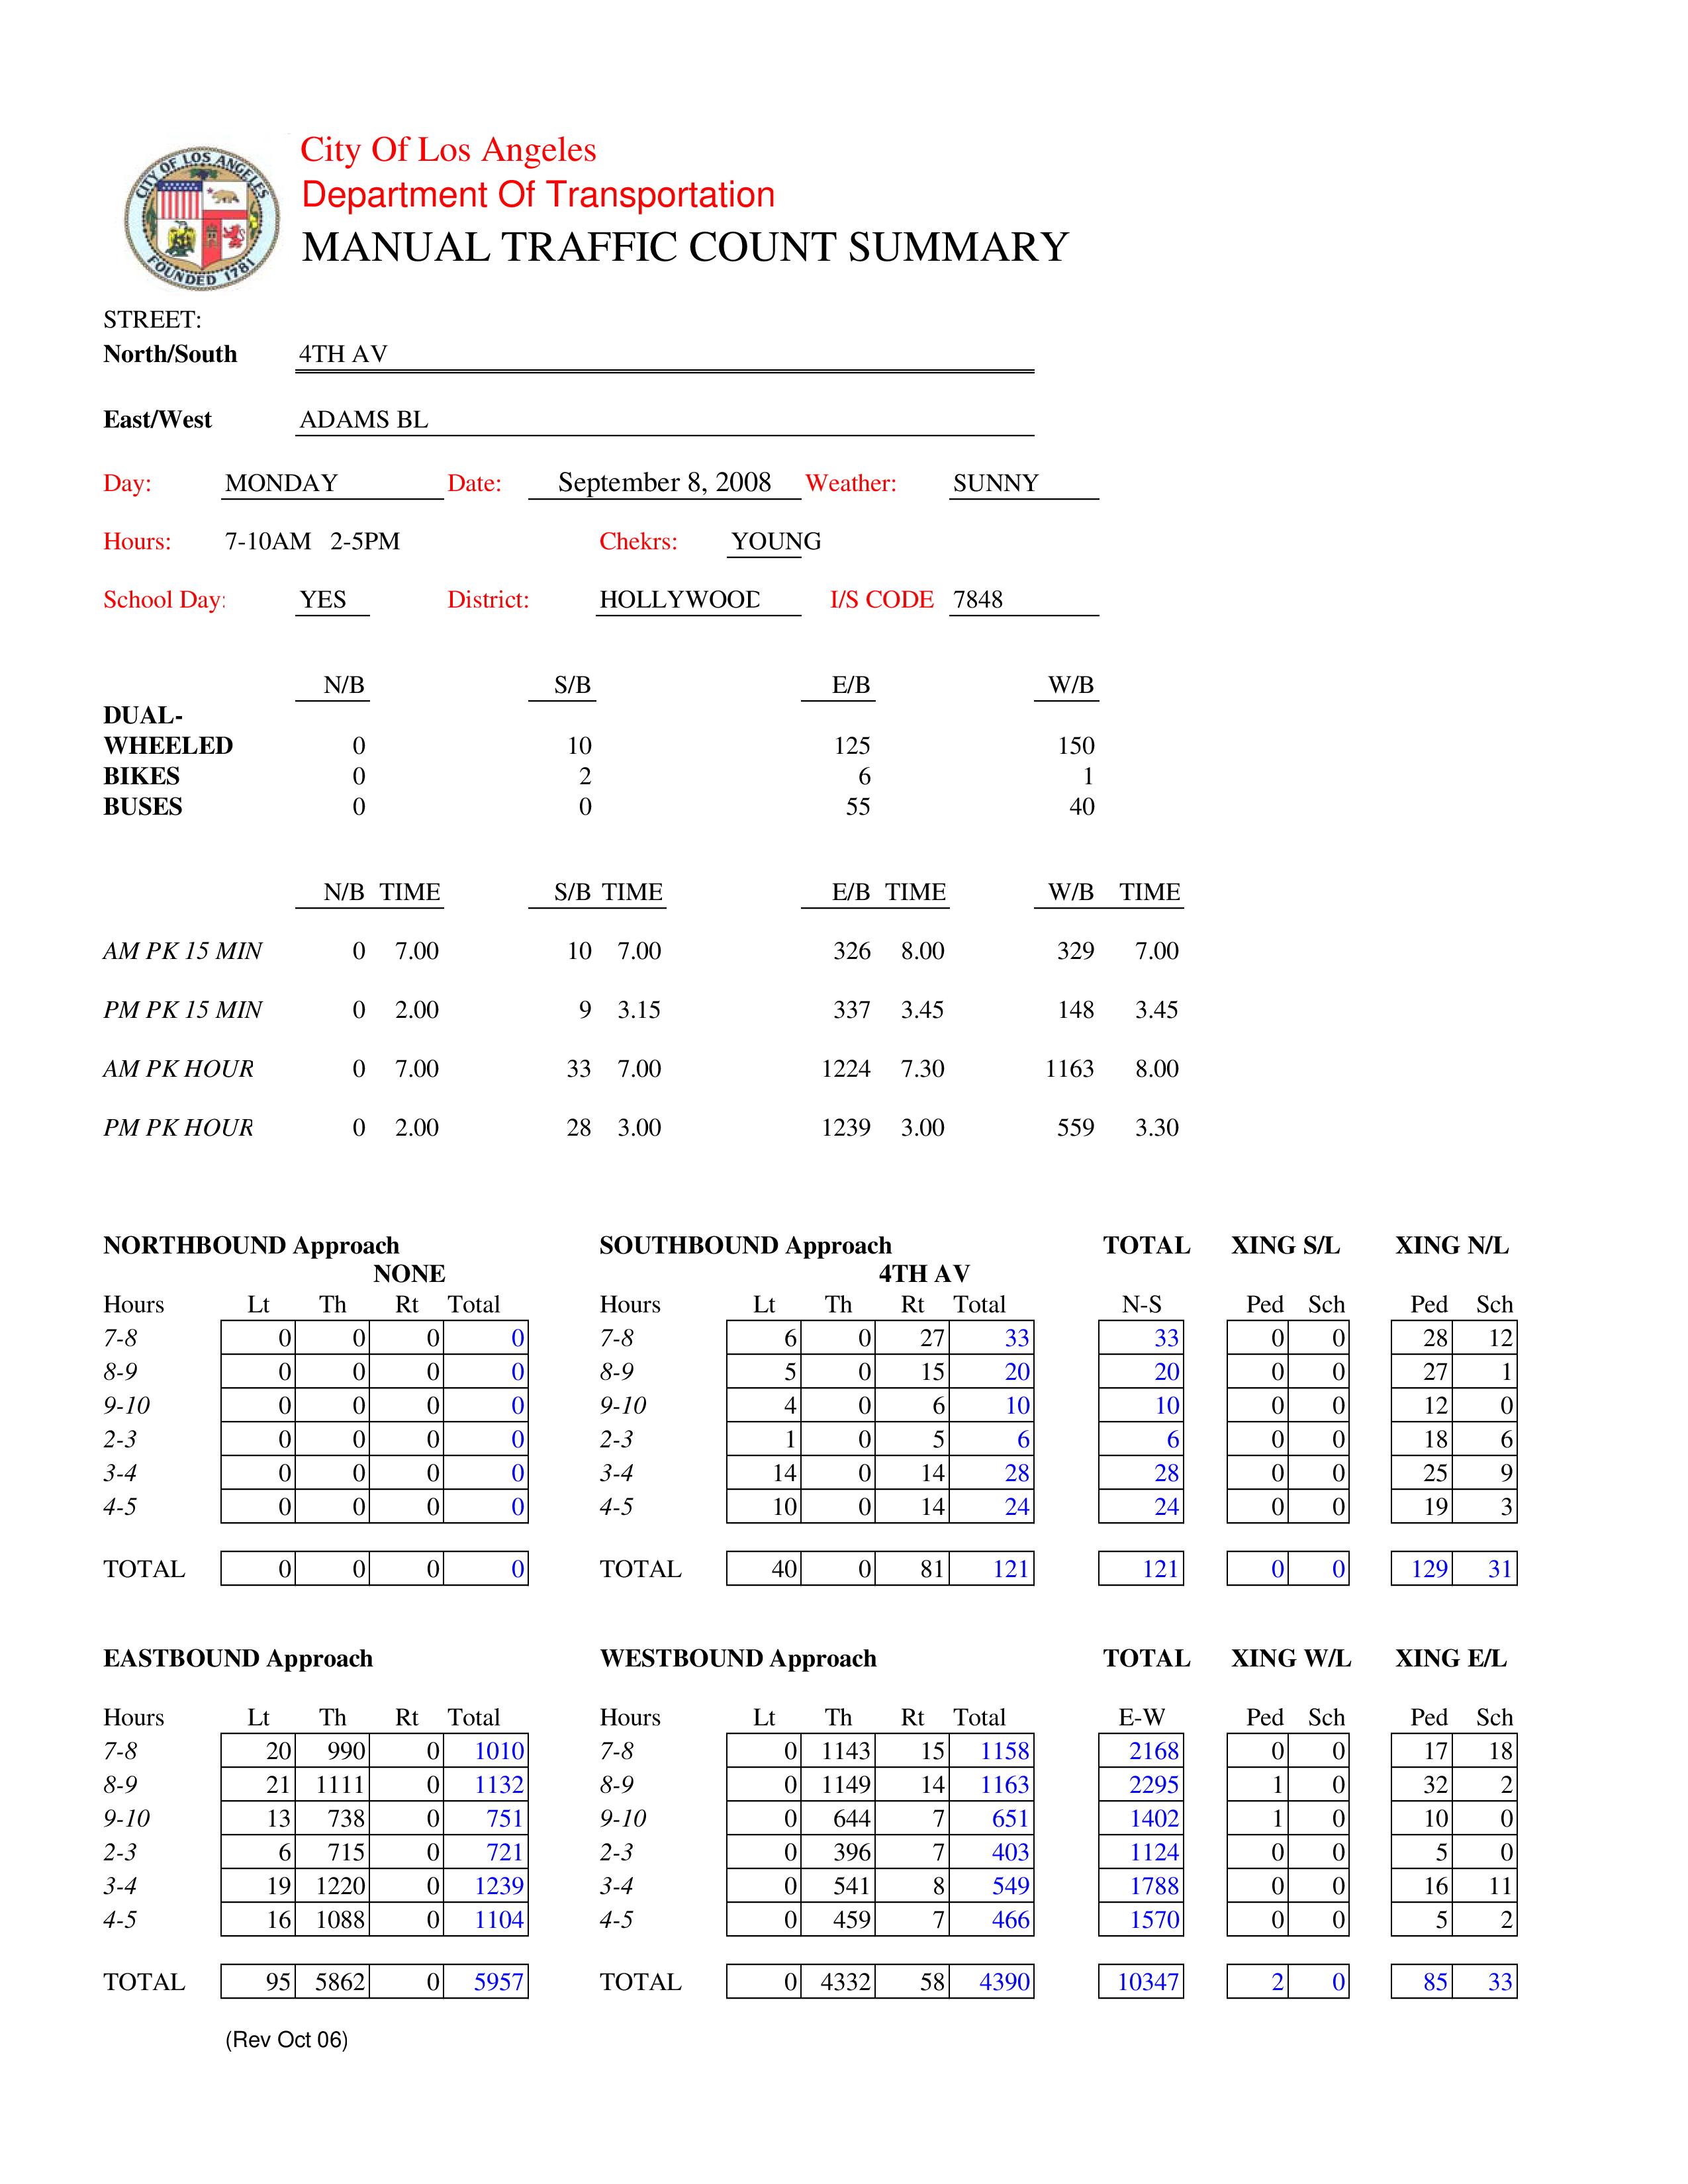 CITY OF LOS ANGELES
FOUNDED 1781
City Of Los Angeles
Department Of Transportation
MANUAL TRAFFIC COUNT SUMMARY
STREET:
North/South 4TH AV
East/West ADAMS BL
Day: MONDAY Date: September 8, 2008 Weather: SUNNY
Hours: 7-10AM 2-5PM Chekrs: YOUNG
School Day: YES District: HOLLYWOOD I/S CODE 7848
N/B S/B E/B W/B
DUAL-
WHEELED 0 10 125 150
BIKES 0 2 6 1
BUSES 0 0 55 40
N/B TIME S/B TIME E/B TIME W/B TIME
AM PK 15 MIN 0 7.00 10 7.00 326 8.00 329 7.00
PM PK 15 MIN 0 2.00 9 3.15 337 3.45 148 3.45
AM PK HOUR 0 7.00 33 7.00 1224 7.30 1163 8.00
PM PK HOUR 0 2.00 28 3.00 1239 3.00 559 3.30
NORTHBOUND Approach SOUTHBOUND Approach TOTAL XING S/L XING N/L
NONE 4TH AV
Hours Lt Th Rt Total Hours Lt Th Rt Total N-S Ped Sch Ped Sch
7-8 0 0 0 0 7-8 6 0 27 33 33 0 0 28 12
8-9 0 0 0 0 8-9 5 0 15 20 20 0 0 27 1
9-10 0 0 0 0 9-10 4 0 6 10 10 0 0 12 0
2-3 0 0 0 0 2-3 1 0 5 6 6 0 0 18 6
3-4 0 0 0 0 3-4 14 0 14 28 28 0 0 25 9
4-5 0 0 0 0 4-5 10 0 14 24 24 0 0 19 3
TOTAL 0 0 0 0 TOTAL 40 0 81 121 121 0 0 129 31
EASTBOUND Approach WESTBOUND Approach TOTAL XING W/L XING E/L
Hours Lt Th Rt Total Hours Lt Th Rt Total E-W Ped Sch Ped Sch
7-8 20 990 0 1010 7-8 0 1143 15 1158 2168 0 0 17 18
8-9 21 1111 0 1132 8-9 0 1149 14 1163 2295 1 0 32 2
9-10 13 738 0 751 9-10 0 644 7 651 1402 1 0 10 0
2-3 6 715 0 721 2-3 0 396 7 403 1124 0 0 5 0
3-4 19 1220 0 1239 3-4 0 541 8 549 1788 0 0 16 11
4-5 16 1088 0 1104 4-5 0 459 7 466 1570 0 0 5 2
TOTAL 95 5862 0 5957 TOTAL 0 4332 58 4390 10347 2 0 85 33
(Rev Oct 06)